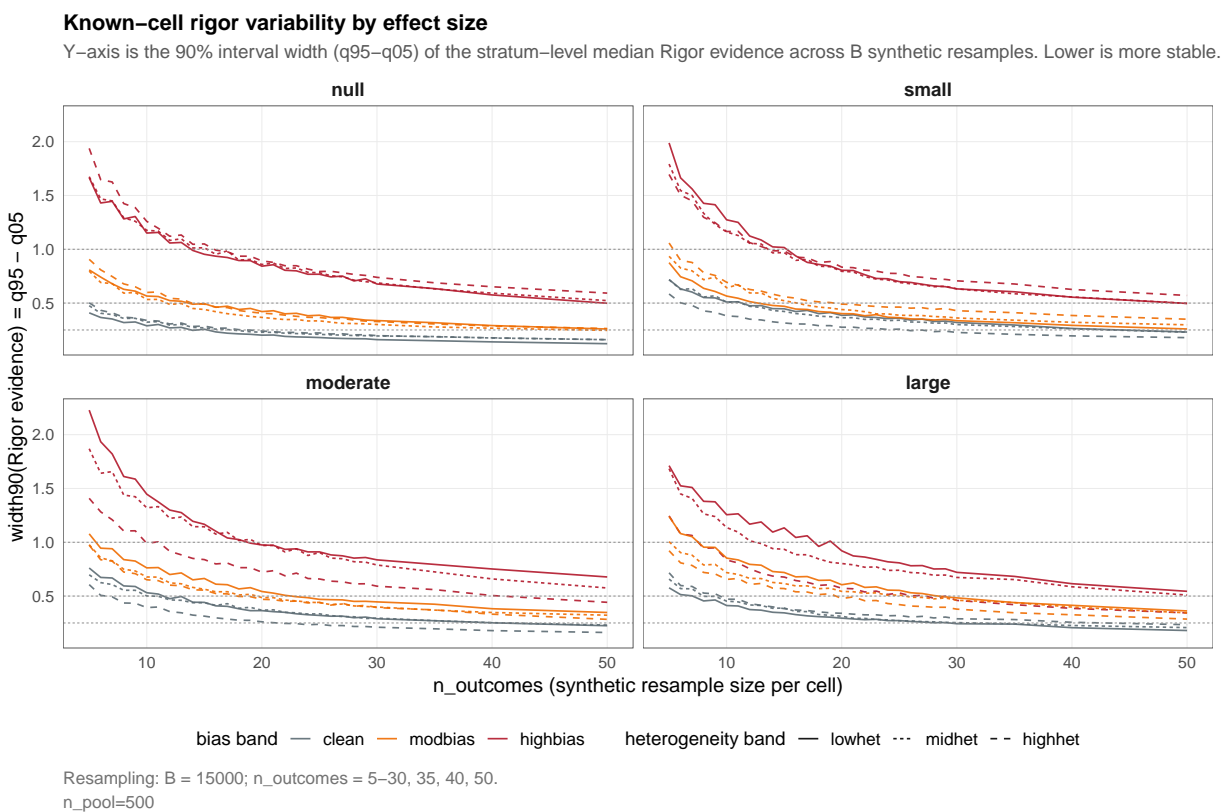 Known−cell rigor variability by effect size
Y−axis is the 90% interval width (q95−q05) of the stratum−level median Rigor evidence across B synthetic resamples. Lower is more stable.
null
small
2.0
1.5
1.0
0.5
moderate
large
2.0
1.5
1.0
0.5
width90(Rigor evidence) = q95 − q05
10 20 30 40 50 10 20 30 40 50
n_outcomes (synthetic resample size per cell)
bias band clean modbias highbias heterogeneity band lowhet midhet highhet
Resampling: B = 15000; n_outcomes = 5−30, 35, 40, 50.
n_pool=500